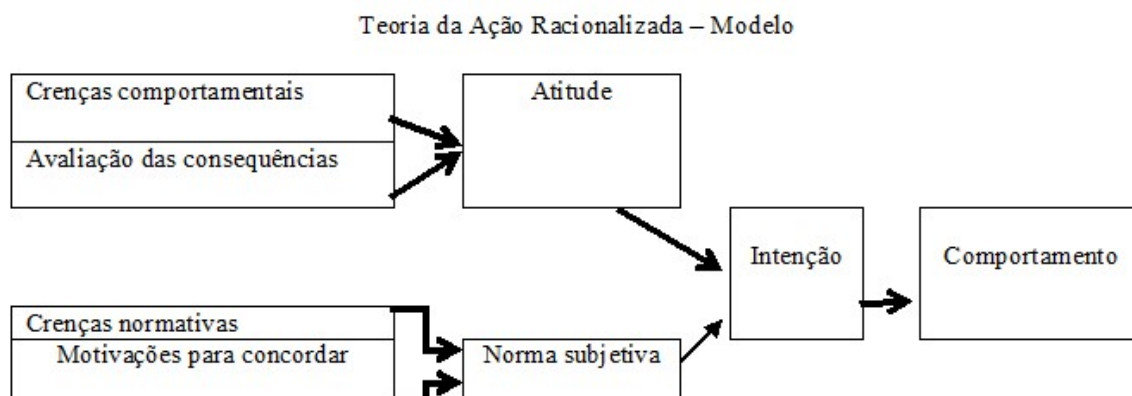 Teoria da Ação Racionalizada – Modelo
Crenças comportamentais
Atitude
Avaliação das consequências
Intenção
Comportamento
Crenças normativas
Motivações para concordar
Norma subjetiva